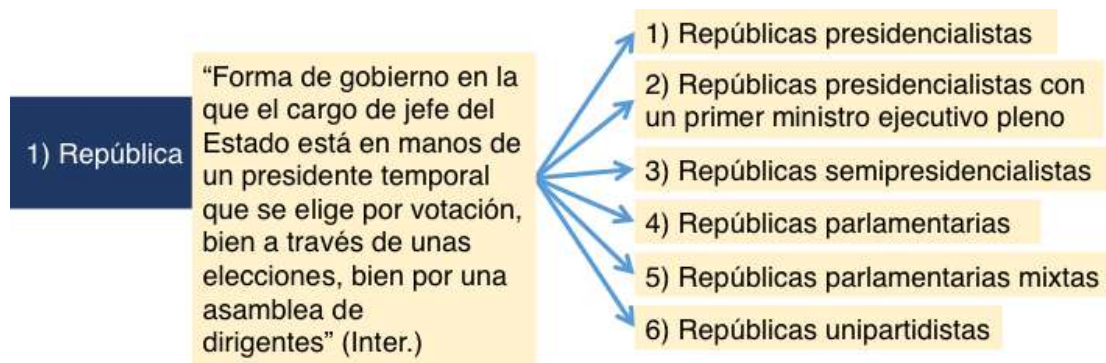 1) República
“Forma de gobierno en la
que el cargo de jefe del
Estado está en manos de
un presidente temporal
que se elige por votación,
bien a través de unas
elecciones, bien por una
asamblea de
dirigentes” (Inter.)
1) Repúblicas presidencialistas
2) Repúblicas presidencialistas con
un primer ministro ejecutivo pleno
3) Repúblicas semipresidencialistas
4) Repúblicas parlamentarias
5) Repúblicas parlamentarias mixtas
6) Repúblicas unipartidistas